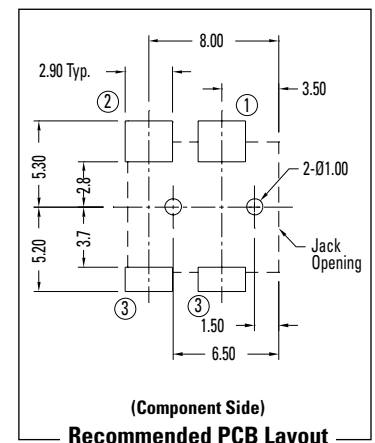 8.00
2.90 Typ.
3.50
2
1
5.30
2.8
2-Ø1.00
5.20
3.7
Jack
Opening
3
3
1.50
6.50
(Component Side)
Recommended PCB Layout